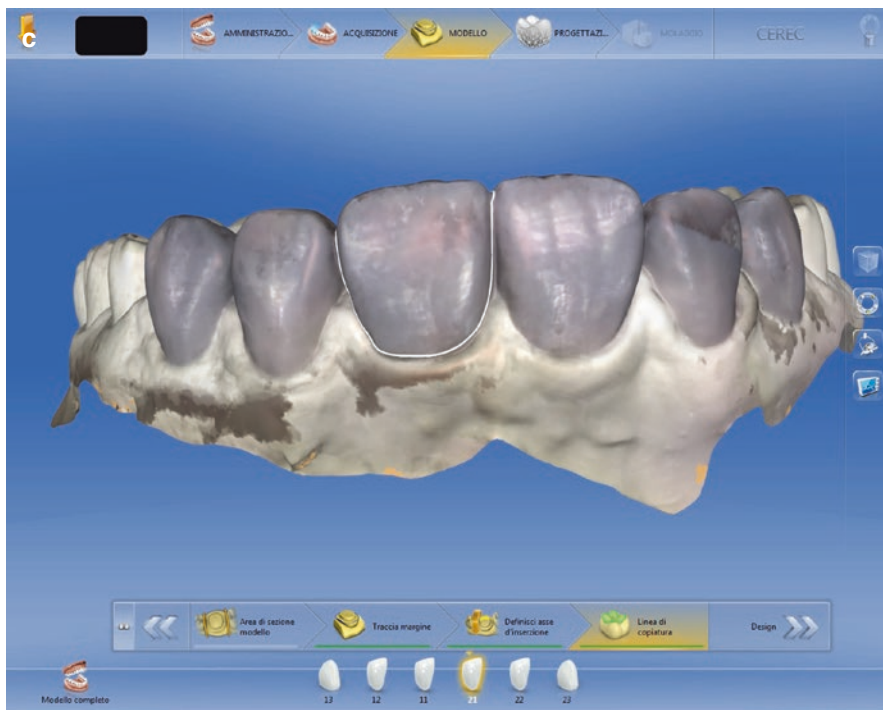 c
AMMINISTRAZIO...
ACQUISIZIONE
MODELLO
PROGETTAZI...
MOLAGGIO
CEREC
Area di sezione
modello
Traccia margine
Definisci asse
d'inserzione
Linea di
copiatura
Design
Modello completo
13
12
11
21
22
23